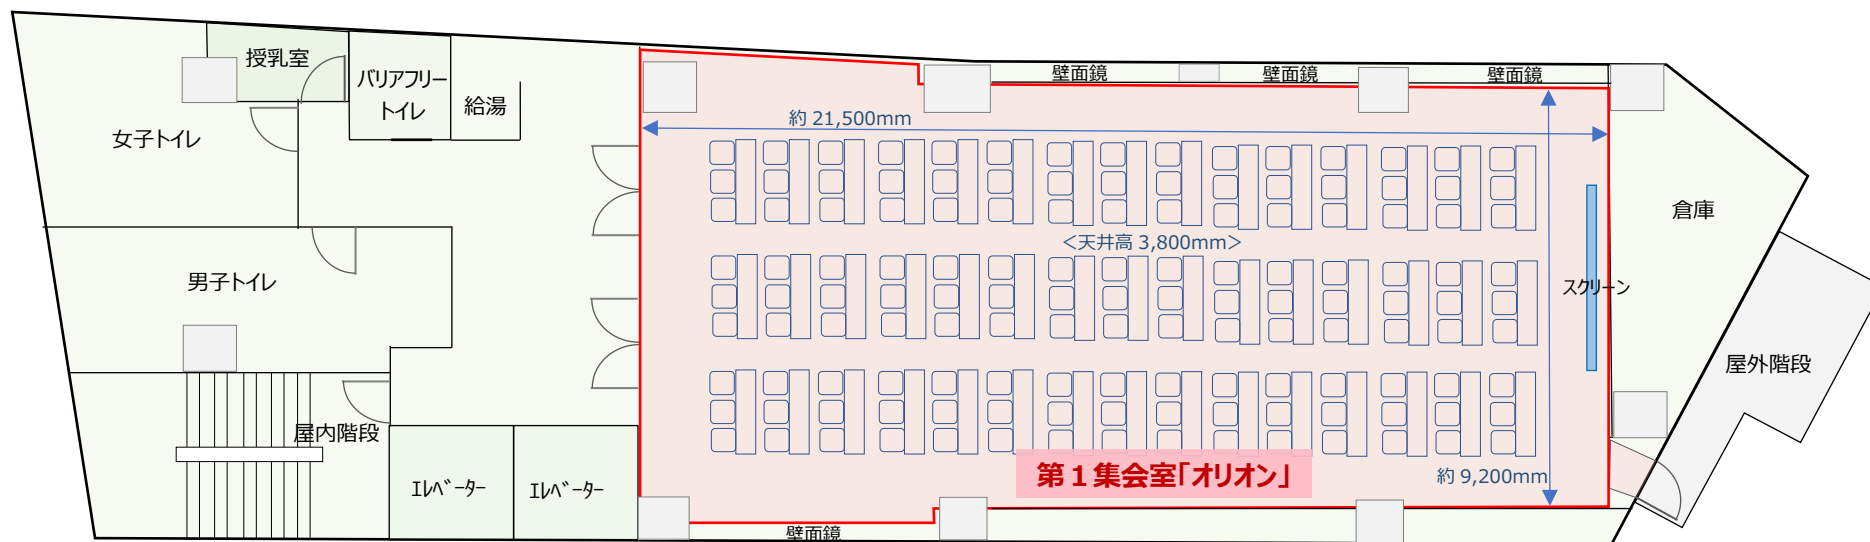 授乳室
バリアフリー
トイレ
給湯
女子トイレ
壁面鏡
壁面鏡
壁面鏡
約 21,500mm
倉庫
<天井高 3,800mm>
男子トイレ
スクリーン
屋外階段
屋内階段
エレベーター
エレベーター
第1集会室「オリオン」
約 9,200mm
壁面鏡